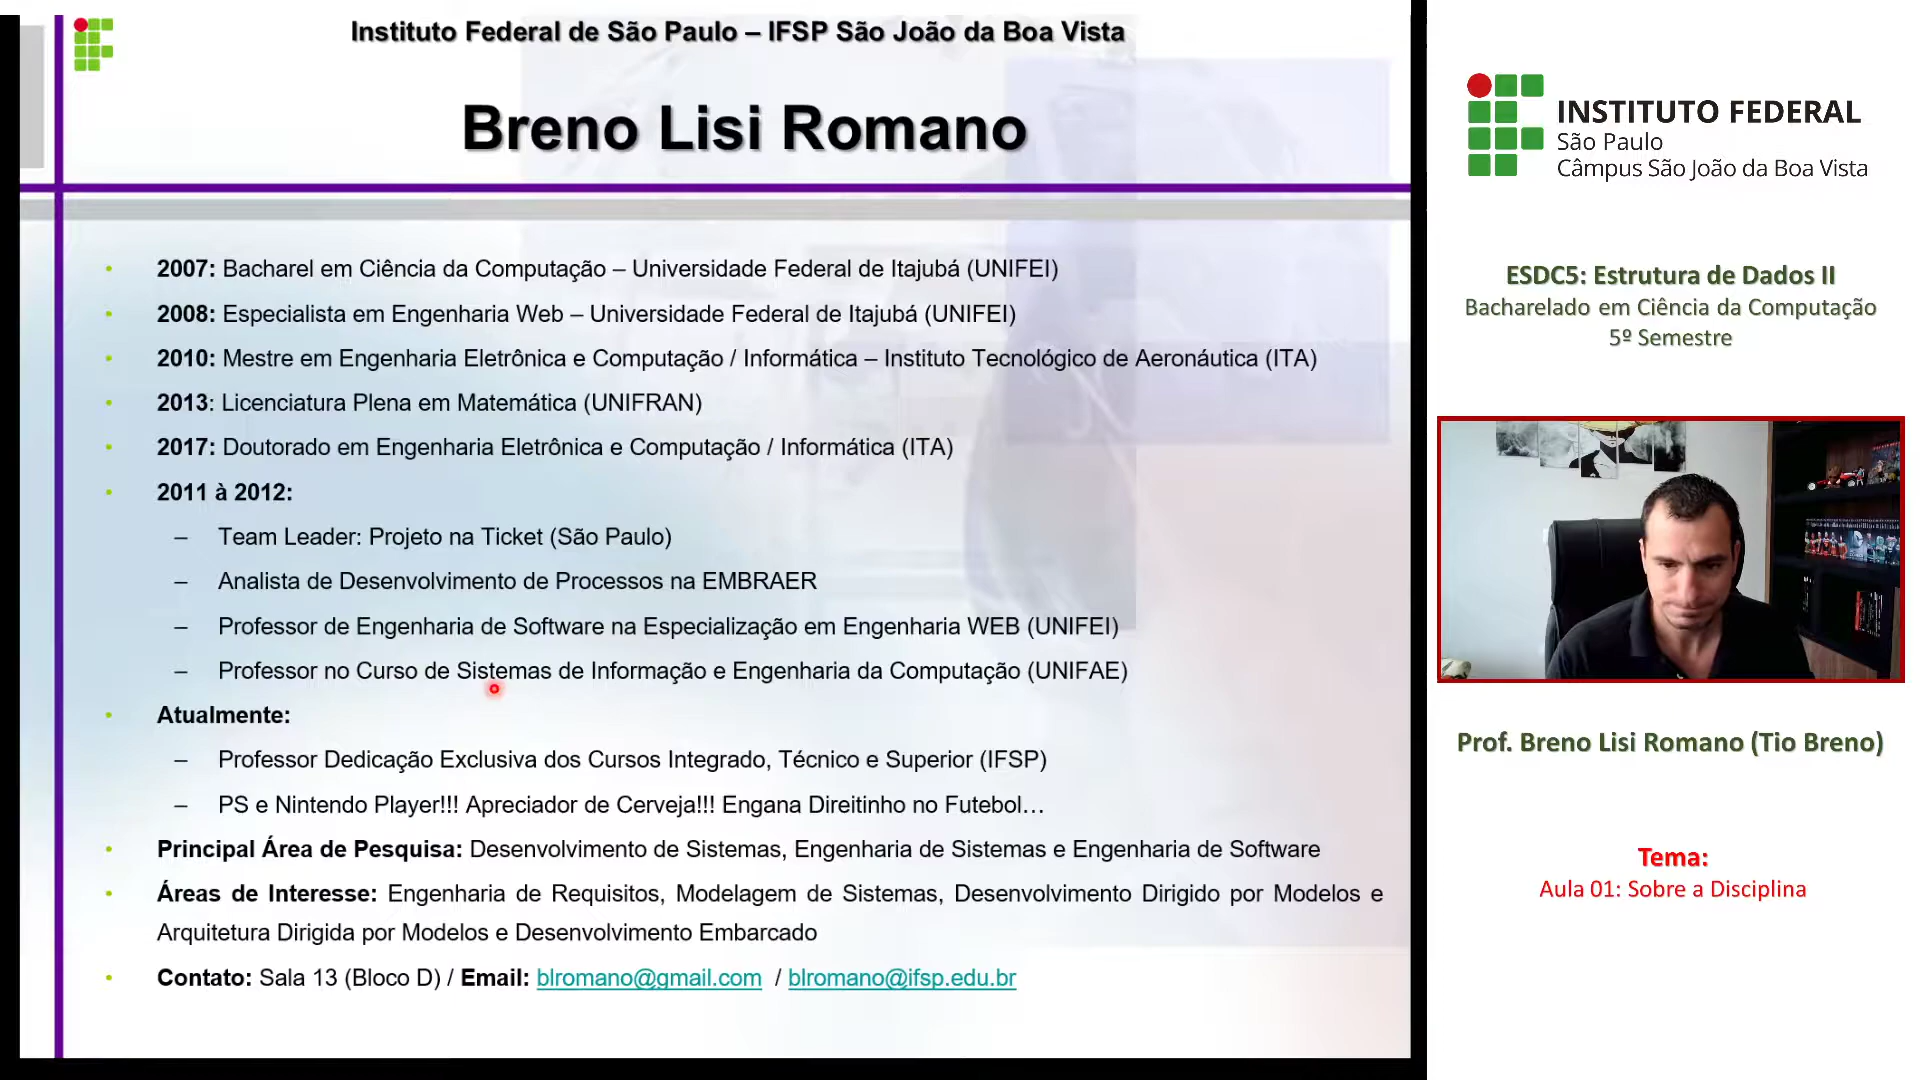 Instituto Federal de São Paulo – IFSP São João da Boa Vista
Breno Lisi Romano
• 2007: Bacharel em Ciência da Computação – Universidade Federal de Itajubá (UNIFEI)
• 2008: Especialista em Engenharia Web – Universidade Federal de Itajubá (UNIFEI)
• 2010: Mestre em Engenharia Eletrônica e Computação / Informática – Instituto Tecnológico de Aeronáutica (ITA)
• 2013: Licenciatura Plena em Matemática (UNIFRAN)
• 2017: Doutorado em Engenharia Eletrônica e Computação / Informática (ITA)
• 2011 à 2012:
– Team Leader: Projeto na Ticket (São Paulo)
– Analista de Desenvolvimento de Processos na EMBRAER
– Professor de Engenharia de Software na Especialização em Engenharia WEB (UNIFEI)
– Professor no Curso de Sistemas de Informação e Engenharia da Computação (UNIFAE)
• Atualmente:
– Professor Dedicação Exclusiva dos Cursos Integrado, Técnico e Superior (IFSP)
– PS e Nintendo Player!!! Apreciador de Cerveja!!! Engana Direitinho no Futebol…
• Principal Área de Pesquisa: Desenvolvimento de Sistemas, Engenharia de Sistemas e Engenharia de Software
• Áreas de Interesse: Engenharia de Requisitos, Modelagem de Sistemas, Desenvolvimento Dirigido por Modelos e
Arquitetura Dirigida por Modelos e Desenvolvimento Embarcado
• Contato: Sala 13 (Bloco D) / Email: blromano@gmail.com / blromano@ifsp.edu.br
INSTITUTO FEDERAL
São Paulo
Câmpus São João da Boa Vista
ESDC5: Estrutura de Dados II
Bacharelado em Ciência da Computação
5º Semestre
Prof. Breno Lisi Romano (Tio Breno)
Tema:
Aula 01: Sobre a Disciplina